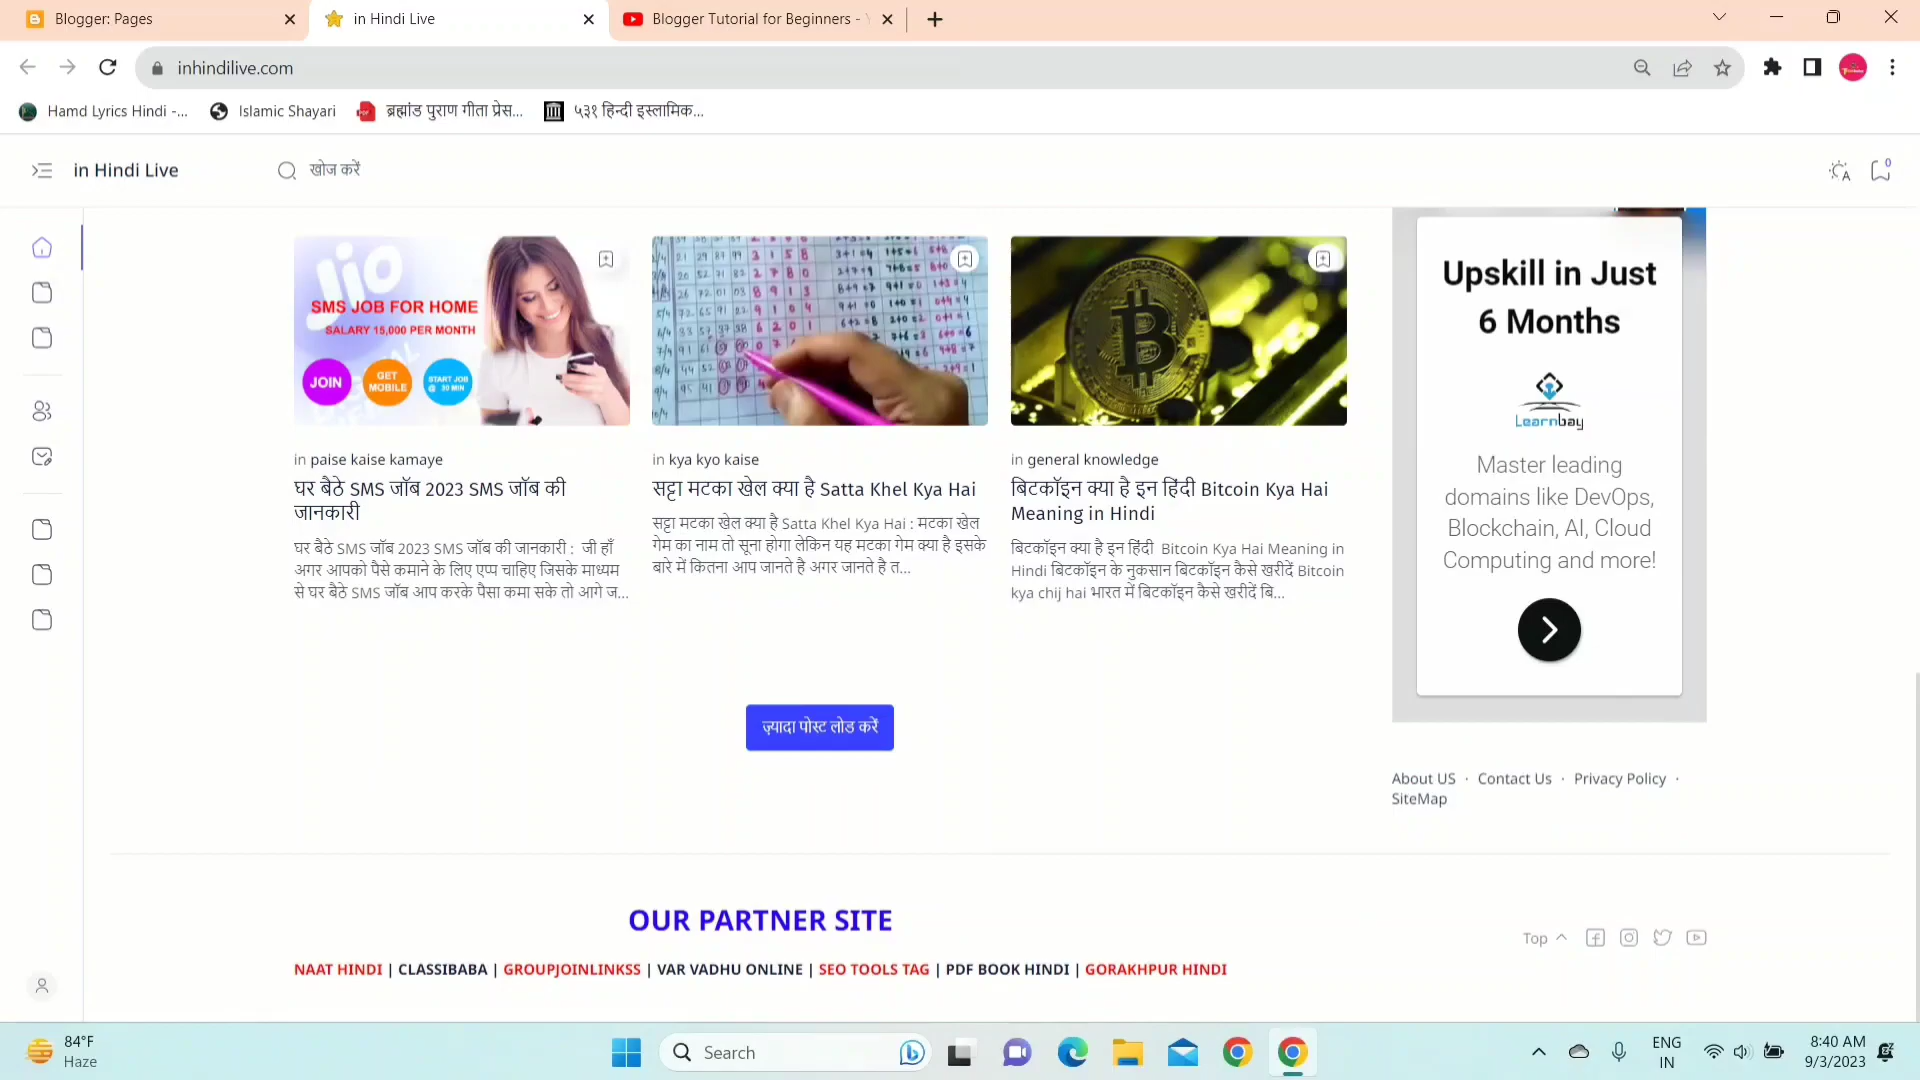 Blogger: Pages
in Hindi Live
Blogger Tutorial for Beginners -
inhindilive.com
Hamd Lyrics Hindi -...
Islamic Shayari
ब्रह्मांड पुराण गीता प्रेस...
५३१ हिन्दी इस्लामिक...
in Hindi Live
खोज करें
0
Jio
SMS JOB FOR HOME
SALARY 15,000 PER MONTH
JOIN
GET
MOBILE
START JOB
@ 30 MIN
in paise kaise kamaye
घर बैठे SMS जॉब 2023 SMS जॉब की
जानकारी
घर बैठे SMS जॉब 2023 SMS जॉब की जानकारी : जी हाँ
अगर आपको पैसे कमाने के लिए एप्प चाहिए जिसके माध्यम
से घर बैठे SMS जॉब आप करके पैसा कमा सके तो आगे ज...
in kya kyo kaise
सट्टा मटका खेल क्या है Satta Khel Kya Hai
सट्टा मटका खेल क्या है Satta Khel Kya Hai : मटका खेल
गेम का नाम तो सूना होगा लेकिन यह मटका गेम क्या है इसके
बारे में कितना आप जानते है अगर जानते है त...
in general knowledge
बिटकॉइन क्या है इन हिंदी Bitcoin Kya Hai
Meaning in Hindi
बिटकॉइन क्या है इन हिंदी Bitcoin Kya Hai Meaning in
Hindi बिटकॉइन के नुकसान बिटकॉइन कैसे खरीदें Bitcoin
kya chij hai भारत में बिटकॉइन कैसे खरीदें बि...
Upskill in Just
6 Months
Learnbay
Master leading
domains like DevOps,
Blockchain, AI, Cloud
Computing and more!
ज़्यादा पोस्ट लोड करें
About US · Contact Us · Privacy Policy ·
SiteMap
OUR PARTNER SITE
NAAT HINDI | CLASSIBABA | GROUPJOINLINKSS | VAR VADHU ONLINE | SEO TOOLS TAG | PDF BOOK HINDI | GORAKHPUR HINDI
Top
84°F
Haze
Search
ENG
IN
8:40 AM
9/3/2023